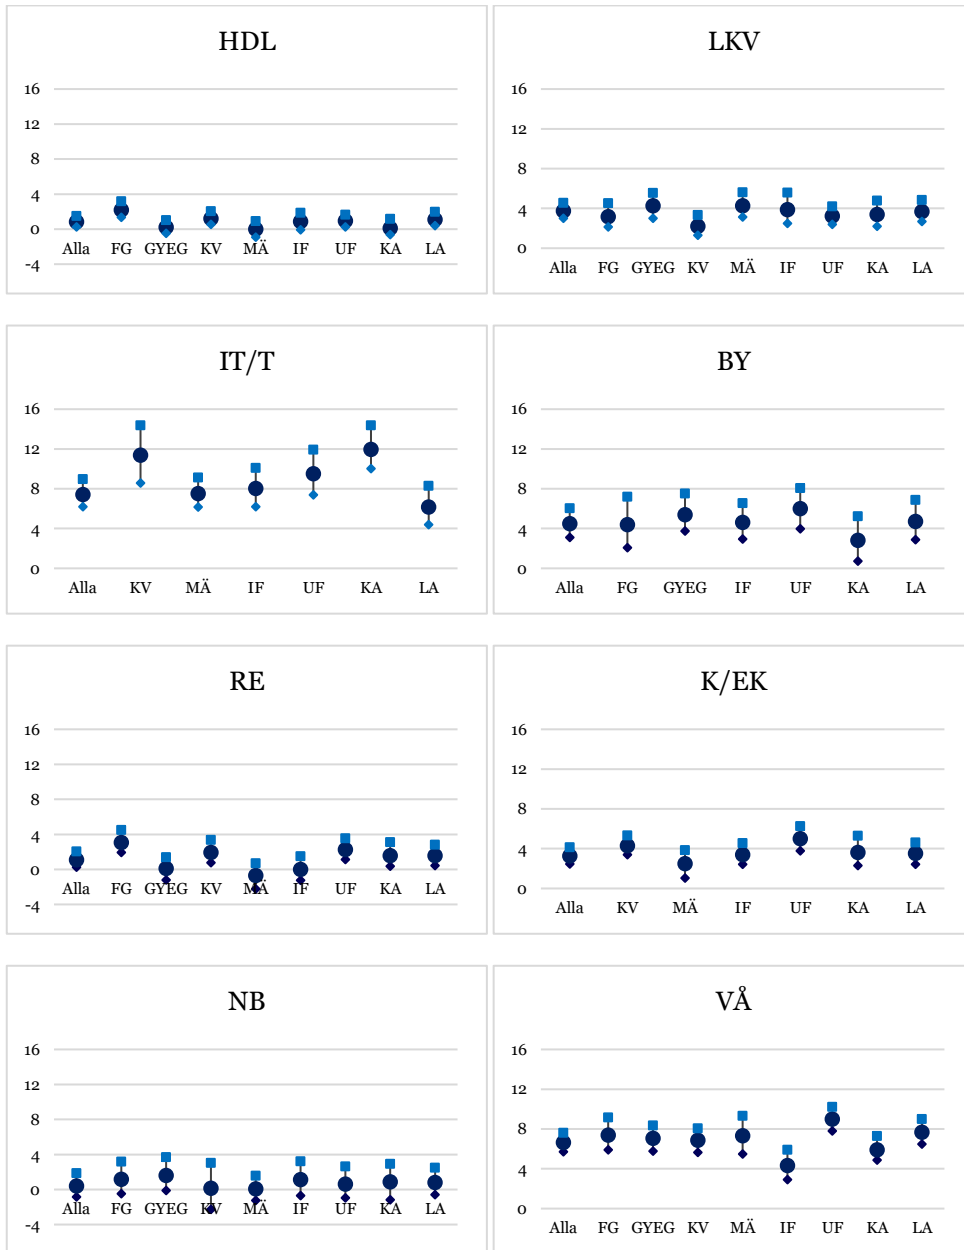 HDL
16
12
8
4
0
-4
Alla FG GYEG KV MÄ IF UF KA LA
LKV
16
12
8
4
0
Alla FG GYEG KV MÄ IF UF KA LA
IT/T
16
12
8
4
0
Alla KV MÄ IF UF KA LA
BY
16
12
8
4
0
Alla FG GYEG IF UF KA LA
RE
16
12
8
4
0
-4
Alla FG GYEG KV MÄ IF UF KA LA
K/EK
16
12
8
4
0
Alla KV MÄ IF UF KA LA
NB
16
12
8
4
0
-4
Alla FG GYEG KV MÄ IF UF KA LA
VÅ
16
12
8
4
0
Alla FG GYEG KV MÄ IF UF KA LA